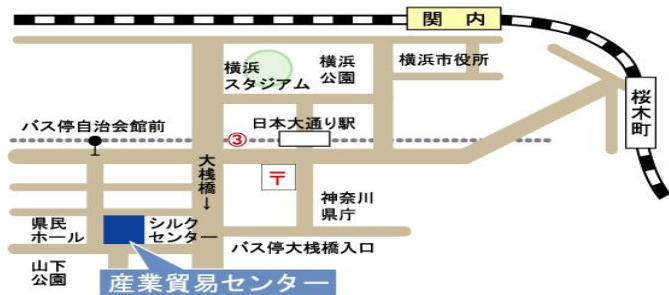 関内
桜木町
横浜
スタジアム
横浜
公園
横浜市役所
バス停自治会館前
③
日本大通り駅
大桟橋↓
〒
神奈川
県庁
県民
ホール
シルク
センター
バス停大桟橋入口
山下
公園
産業貿易センター